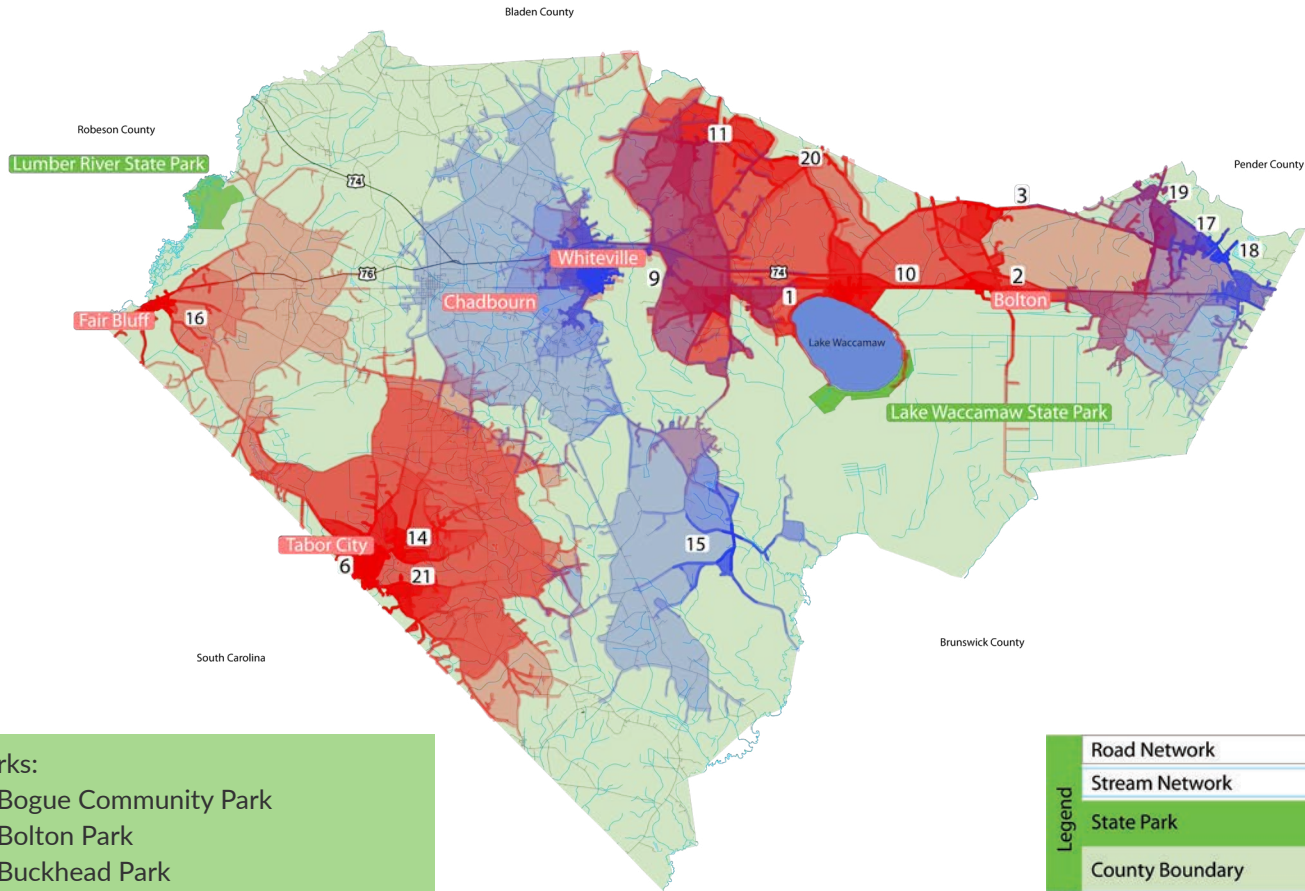 Bladen County
Robeson County
Pender County
Lumber River State Park
11
20
74
3
19
17
18
Whiteville
76
9
74
10
2
Chadbourn
1
Bolton
Fair Bluff
16
Lake Waccamaw
Lake Waccamaw State Park
14
Tabor City
15
6
21
Brunswick County
South Carolina
rks:
Bogue Community Park
Bolton Park
Buckhead Park
Legend
Road Network
Stream Network
State Park
County Boundary